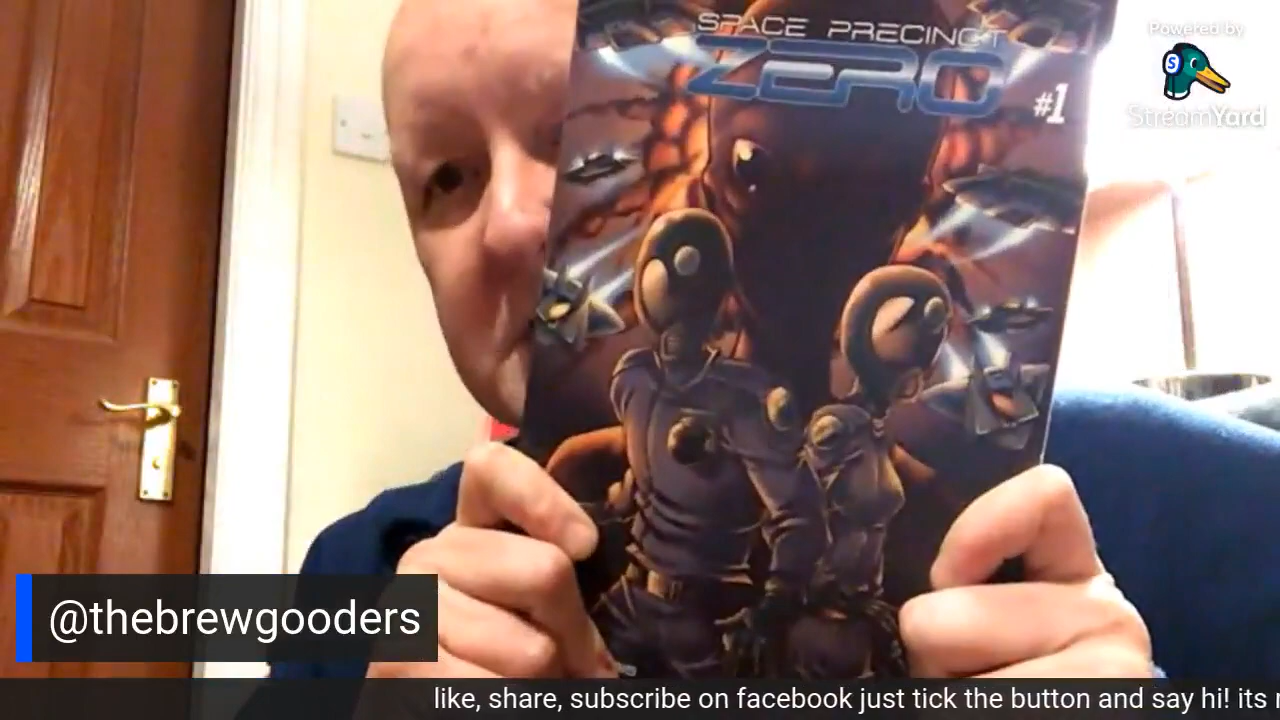 SPACE PRECINCT
ZERO
#1
Powered by
S
StreamYard
@thebrewgooders
like, share, subscribe on facebook just tick the button and say hi! its